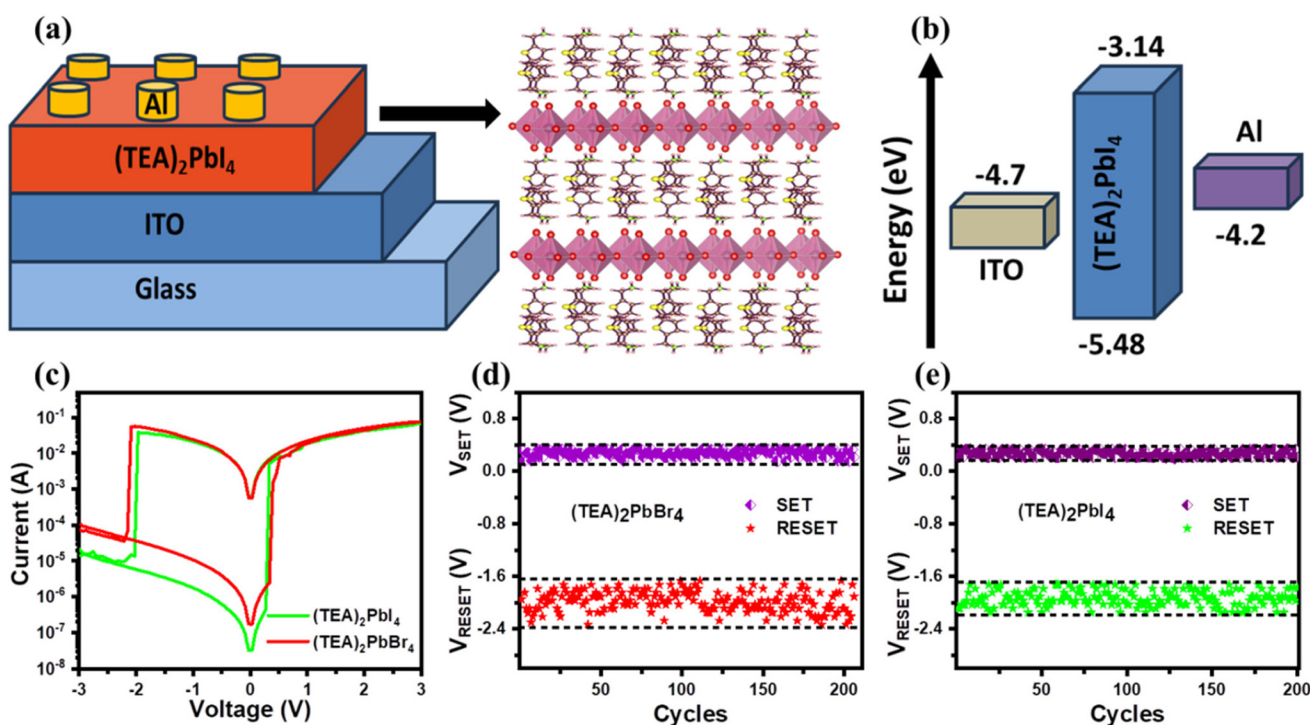 (a)
Al
(TEA)₂PbI₄
ITO
Glass
(b)
Energy (eV)
-4.7
ITO
-3.14
(TEA)₂PbI₄
-5.48
Al
-4.2
(c)
Current (A)
10⁻¹
10⁻²
10⁻³
10⁻⁴
10⁻⁵
10⁻⁶
10⁻⁷
10⁻⁸
(TEA)₂PbI₄
(TEA)₂PbBr₄
-3 -2 -1 0 1 2 3
Voltage (V)
(d)
V_RESET (V) V_SET (V)
0.8
0.0
-0.8
-1.6
-2.4
(TEA)₂PbBr₄
SET
RESET
50 100 150 200
Cycles
(e)
V_RESET (V) V_SET (V)
0.8
0.0
-0.8
-1.6
-2.4
(TEA)₂PbI₄
SET
RESET
50 100 150 200
Cycles